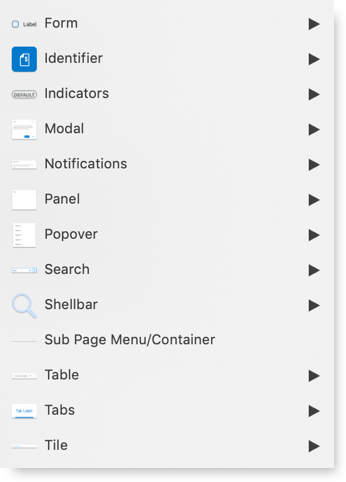 Label Form
Identifier
DEFAULT Indicators
Modal
Notifications
Panel
Popover
Search
Shellbar
Sub Page Menu/Container
Table
Tab Label Tabs
Tile